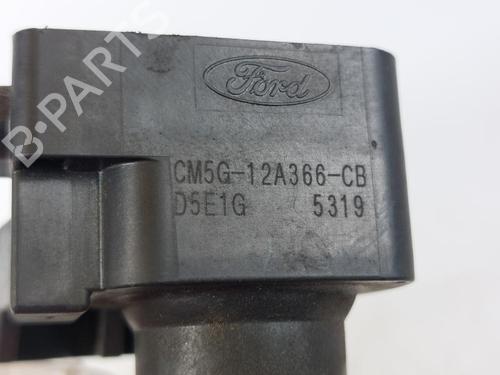 Ford
CM5G-12A366-CB
D5E1G 5319
B-PARTS